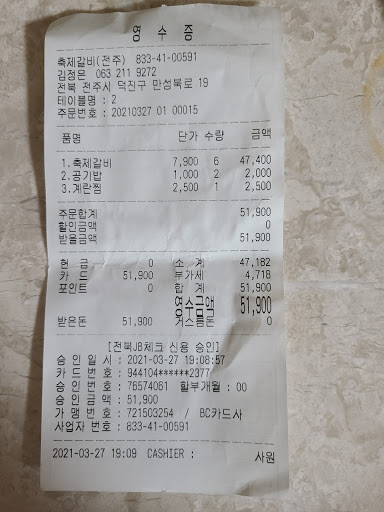 영 수 증
축제갈비(전주) 833-41-00591
김정은 063 211 9272
전북 전주시 덕진구 만성북로 19
테이블명 : 2
주문번호 : 20210327 01 00015
품명 단가 수량 금액
1.축제갈비 7,900 6 47,400
2.공기밥 1,000 2 2,000
3.계란찜 2,500 1 2,500
주문합계 51,900
할인금액 0
받을금액 51,900
현 금 0 소 계 47,182
카 드 51,900 부가세 4,718
포인트 0 합 계 51,900
영수금액 51,900
받은돈 51,900 거스름돈 0
[전북JB체크 신용 승인]
승 인 일 시 : 2021-03-27 19:08:57
카 드 번 호 : 944104******2377
승 인 번 호 : 76574061 할부개월 : 00
승 인 금 액 : 51,900
가 맹 번 호 : 721503254 / BC카드사
사업자 번호 : 833-41-00591
2021-03-27 19:09 CASHIER : 사원